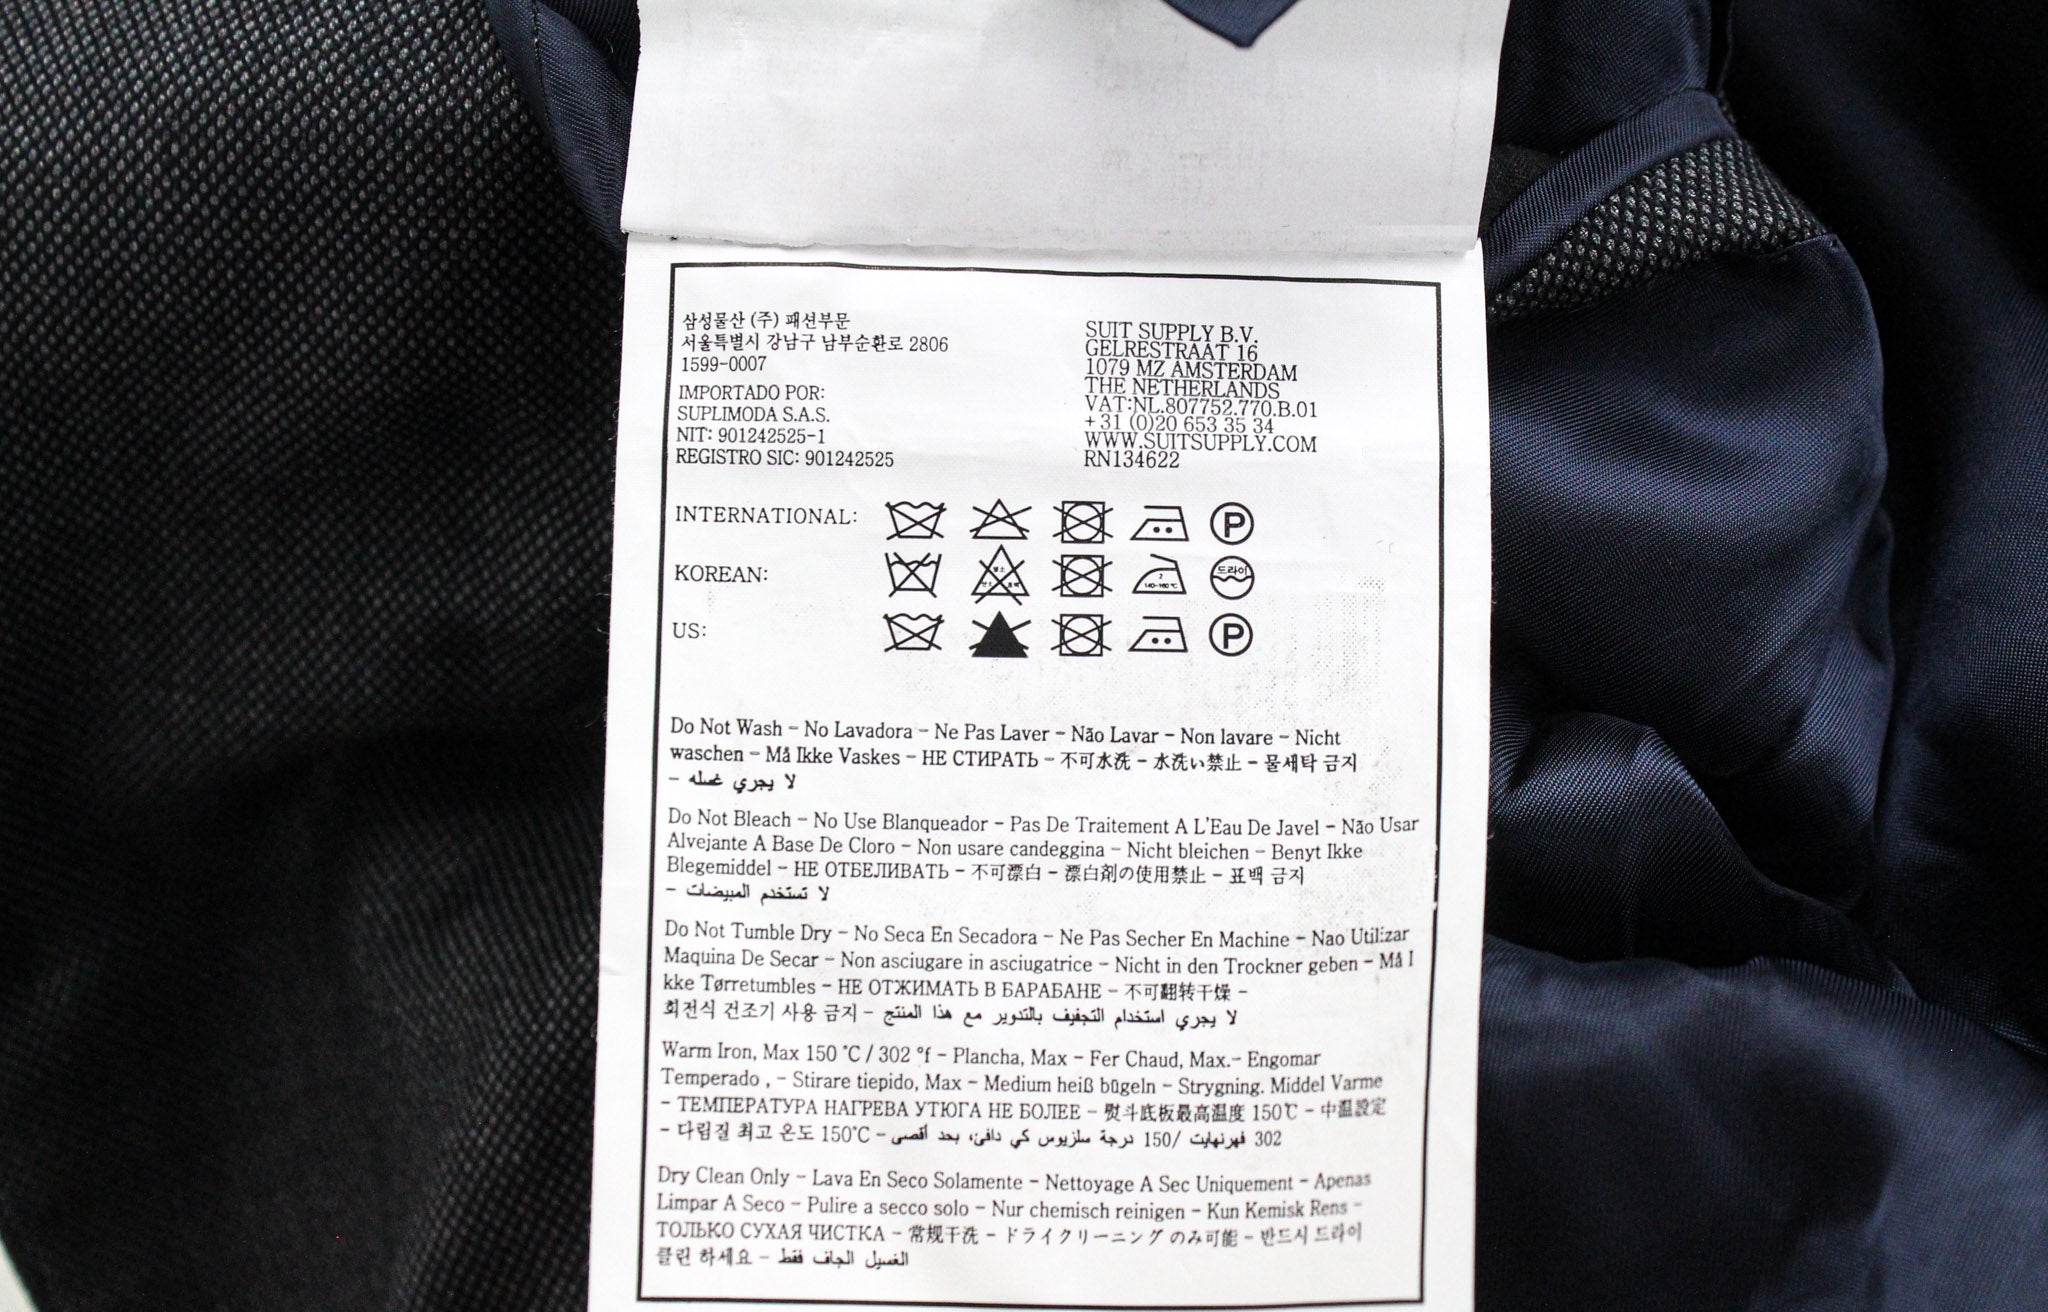 삼성물산 (주) 패션부문
서울특별시 강남구 남부순환로 2806
1599-0007
IMPORTADO POR:
SUPLIMODA S.A.S.
NIT: 901242525-1
REGISTRO SIC: 901242525
SUIT SUPPLY B.V.
GELRESTRAAT 16
1079 MZ AMSTERDAM
THE NETHERLANDS
VAT:NL.807752.770.B.01
+31 (0)20 653 35 34
WWW.SUITSUPPLY.COM
RN134622
INTERNATIONAL: P
KOREAN: 2 140-160°C 드라이
US: P
Do Not Wash - No Lavadora - Ne Pas Laver - Não Lavar - Non lavare - Nicht
waschen - Må Ikke Vaskes - НЕ СТИРАТЬ - 不可水洗 - 水洗い禁止 - 물세탁 금지
- لا يجري غسله
Do Not Bleach - No Use Blanqueador - Pas De Traitement A L'Eau De Javel - Não Usar
Alvejante A Base De Cloro - Non usare candeggina - Nicht bleichen - Benyt Ikke
Blegemiddel - НЕ ОТБЕЛИВАТЬ - 不可漂白 - 漂白剤の使用禁止 - 표백 금지
- لا تستخدم المبيضات
Do Not Tumble Dry - No Seca En Secadora - Ne Pas Secher En Machine - Nao Utilizar
Maquina De Secar - Non asciugare in asciugatrice - Nicht in den Trockner geben - Må I
kke Tørretumbles - НЕ ОТЖИМАТЬ В БАРАБАНЕ - 不可翻转干燥 -
회전식 건조기 사용 금지 - لا يجري استخدام التجفيف بالتدوير مع هذا المنتج
Warm Iron, Max 150 °C / 302 °f - Plancha, Max - Fer Chaud, Max.- Engomar
Temperado , - Stirare tiepido, Max - Medium heiß bügeln - Strygning. Middel Varme
- ТЕМПЕРАТУРА НАГРЕВА УТЮГА НЕ БОЛЕЕ - 熨斗底板最高温度 150℃ - 中温設定
- 다림질 최고 온도 150°C - 302 فهرنهايت /150 درجة سلزيوس كي دافئ، بحد أقصى
Dry Clean Only - Lava En Seco Solamente - Nettoyage A Sec Uniquement - Apenas
Limpar A Seco - Pulire a secco solo - Nur chemisch reinigen - Kun Kemisk Rens -
ТОЛЬКО СУХАЯ ЧИСТКА - 常规干洗 - ドライクリーニング のみ可能 - 반드시 드라이
클린 하세요 - الغسيل الجاف فقط